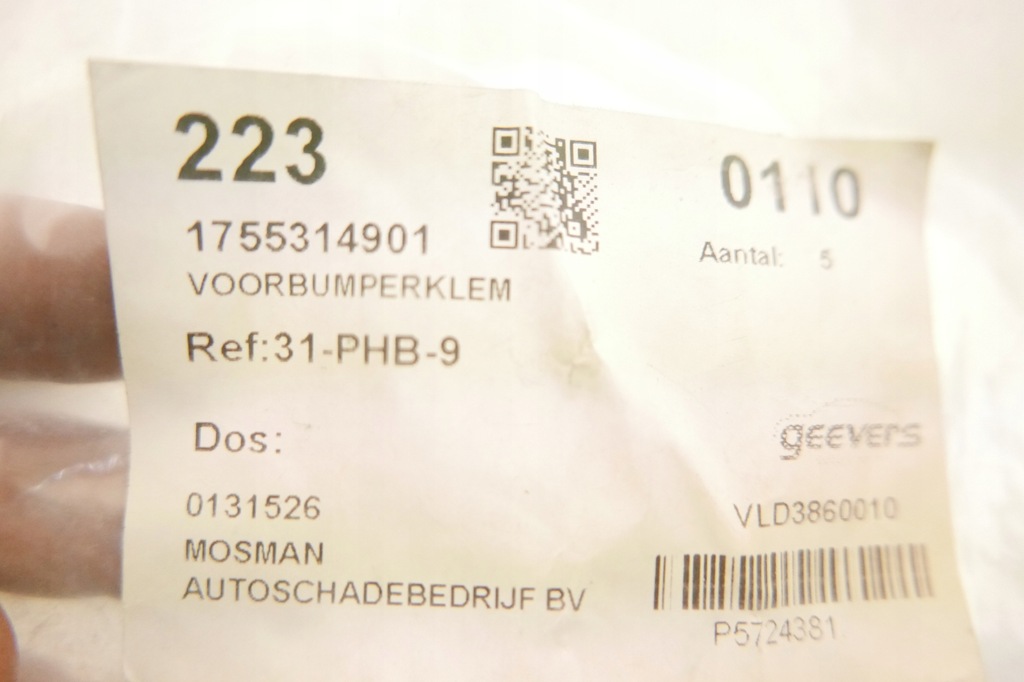 223
0110
1755314901
Aantal: 5
VOORBUMPERKLEM
Ref:31-PHB-9
Dos:
geevers
0131526
VLD3860010
MOSMAN
AUTOSCHADEBEDRIJF BV
P5724381